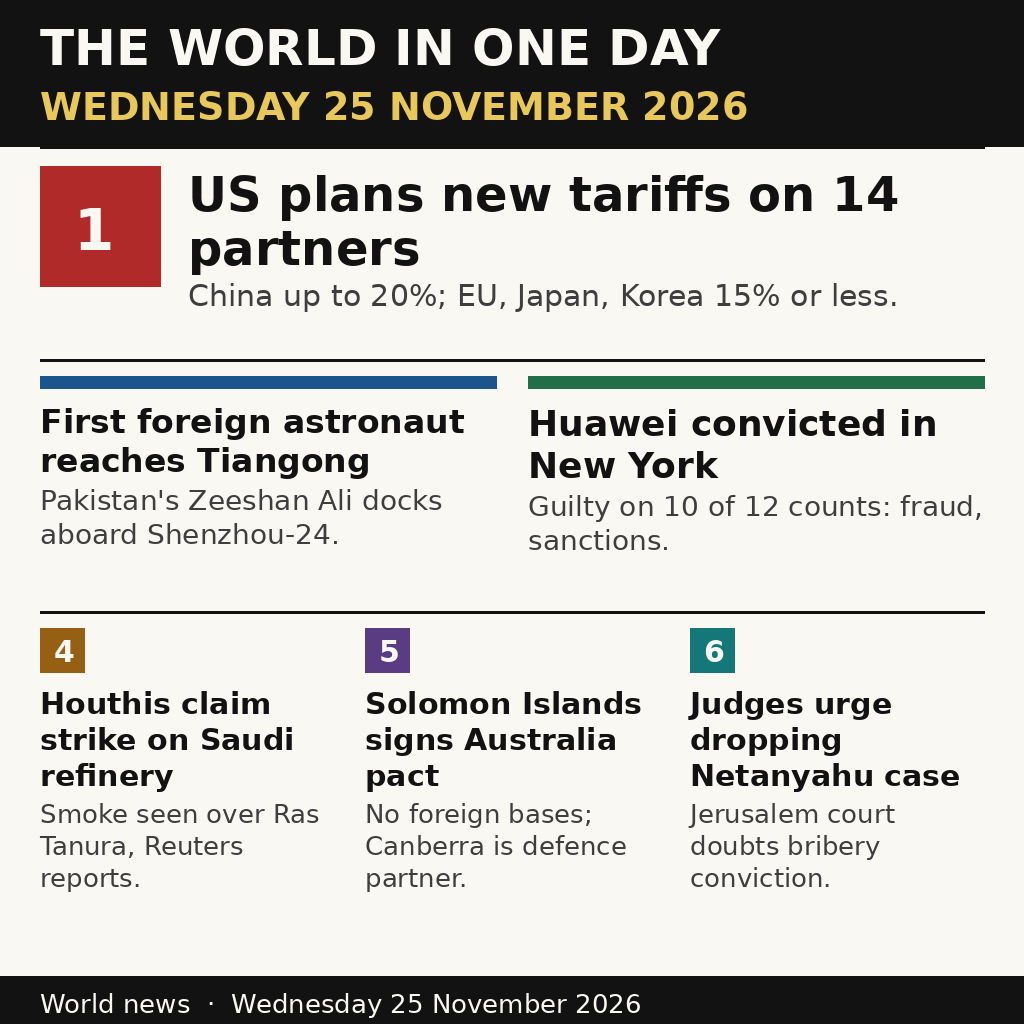 THE WORLD IN ONE DAY
WEDNESDAY 25 NOVEMBER 2026
1
US plans new tariffs on 14
partners
China up to 20%; EU, Japan, Korea 15% or less.
First foreign astronaut
reaches Tiangong
Pakistan's Zeeshan Ali docks
aboard Shenzhou-24.
Huawei convicted in
New York
Guilty on 10 of 12 counts: fraud,
sanctions.
4
Houthis claim
strike on Saudi
refinery
Smoke seen over Ras
Tanura, Reuters
reports.
5
Solomon Islands
signs Australia
pact
No foreign bases;
Canberra is defence
partner.
6
Judges urge
dropping
Netanyahu case
Jerusalem court
doubts bribery
conviction.
World news · Wednesday 25 November 2026